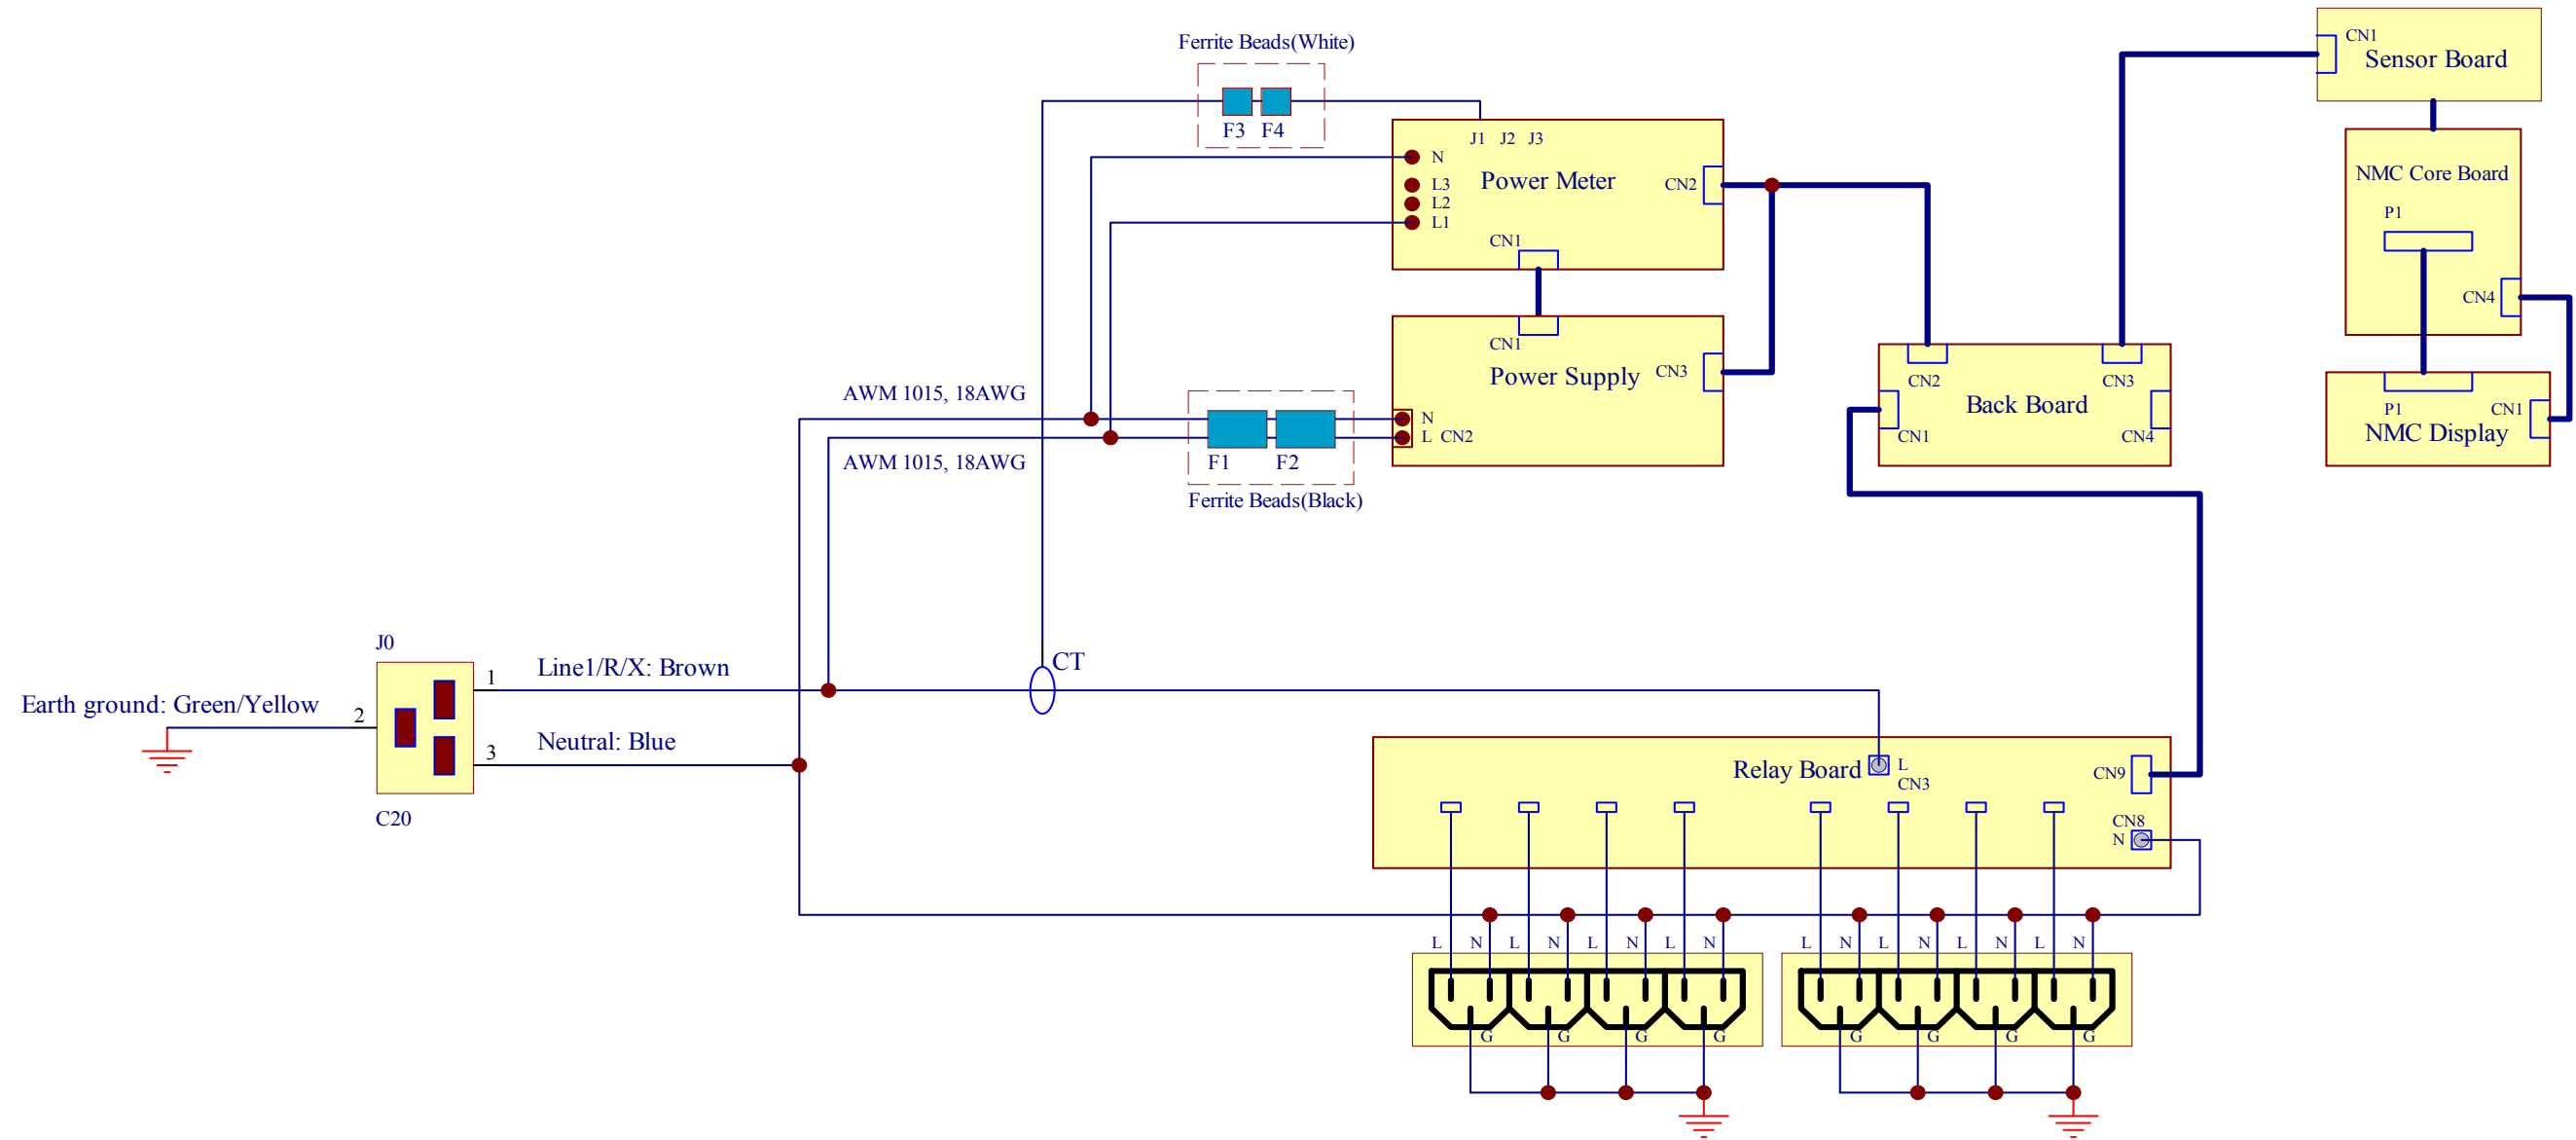 Ferrite Beads(White)
F3 F4
CN1
Sensor Board
J1 J2 J3
N
L3
L2
L1
Power Meter
CN2
CN1
NMC Core Board
P1
CN4
CN1
Power Supply
CN3
N
L CN2
AWM 1015, 18AWG
AWM 1015, 18AWG
F1 F2
Ferrite Beads(Black)
CN2
CN3
Back Board
CN1
CN4
P1
CN1
NMC Display
J0
1
Line1/R/X: Brown
CT
Earth ground: Green/Yellow
2
Neutral: Blue
3
C20
Relay Board
L
CN3
CN9
CN8
N
L N L N L N L N L N L N L N L N
G G G G G G G G